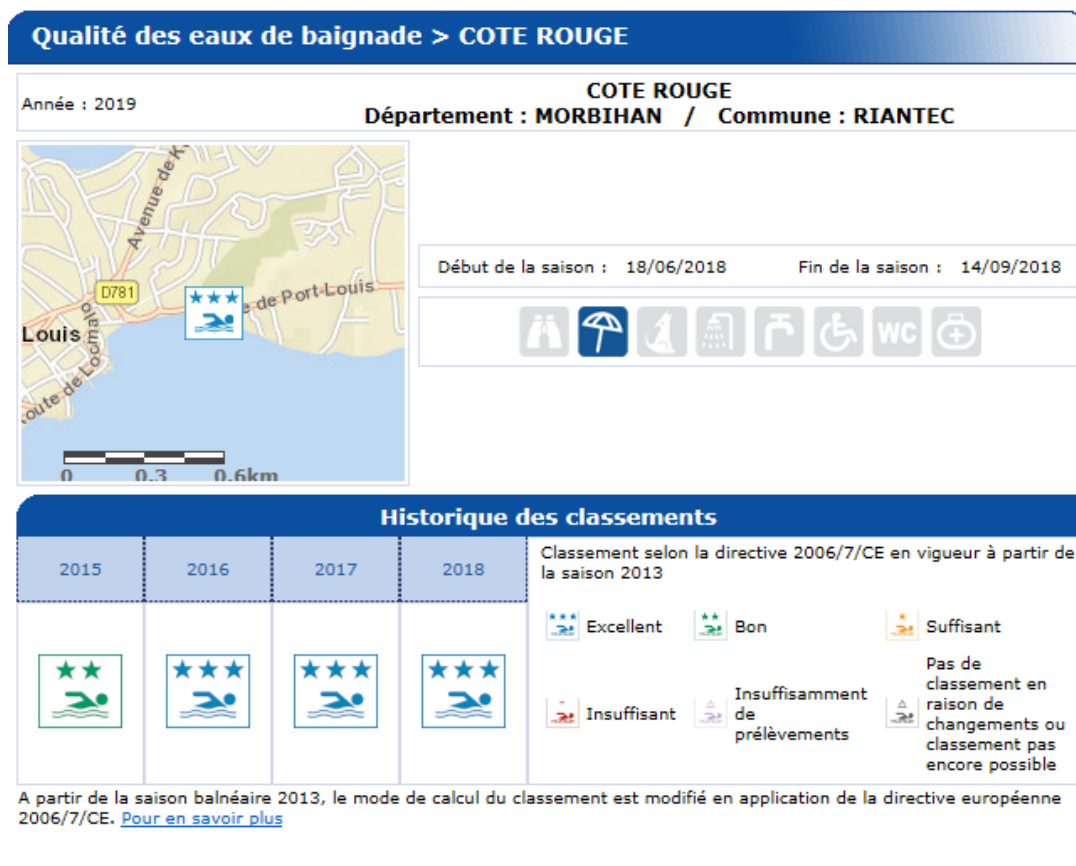 Qualité des eaux de baignade > COTE ROUGE
Année : 2019
COTE ROUGE
Département : MORBIHAN / Commune : RIANTEC
Avenue de K
D781
e de Port-Louis
Louis
Locmalo
oute de
0 0.3 0.6km
Début de la saison : 18/06/2018 Fin de la saison : 14/09/2018
WC
Historique des classements
2015 2016 2017 2018
Classement selon la directive 2006/7/CE en vigueur à partir de
la saison 2013
Excellent Bon Suffisant
Insuffisant
Insuffisamment
de
prélèvements
Pas de
classement en
raison de
changements ou
classement pas
encore possible
A partir de la saison balnéaire 2013, le mode de calcul du classement est modifié en application de la directive européenne
2006/7/CE. Pour en savoir plus